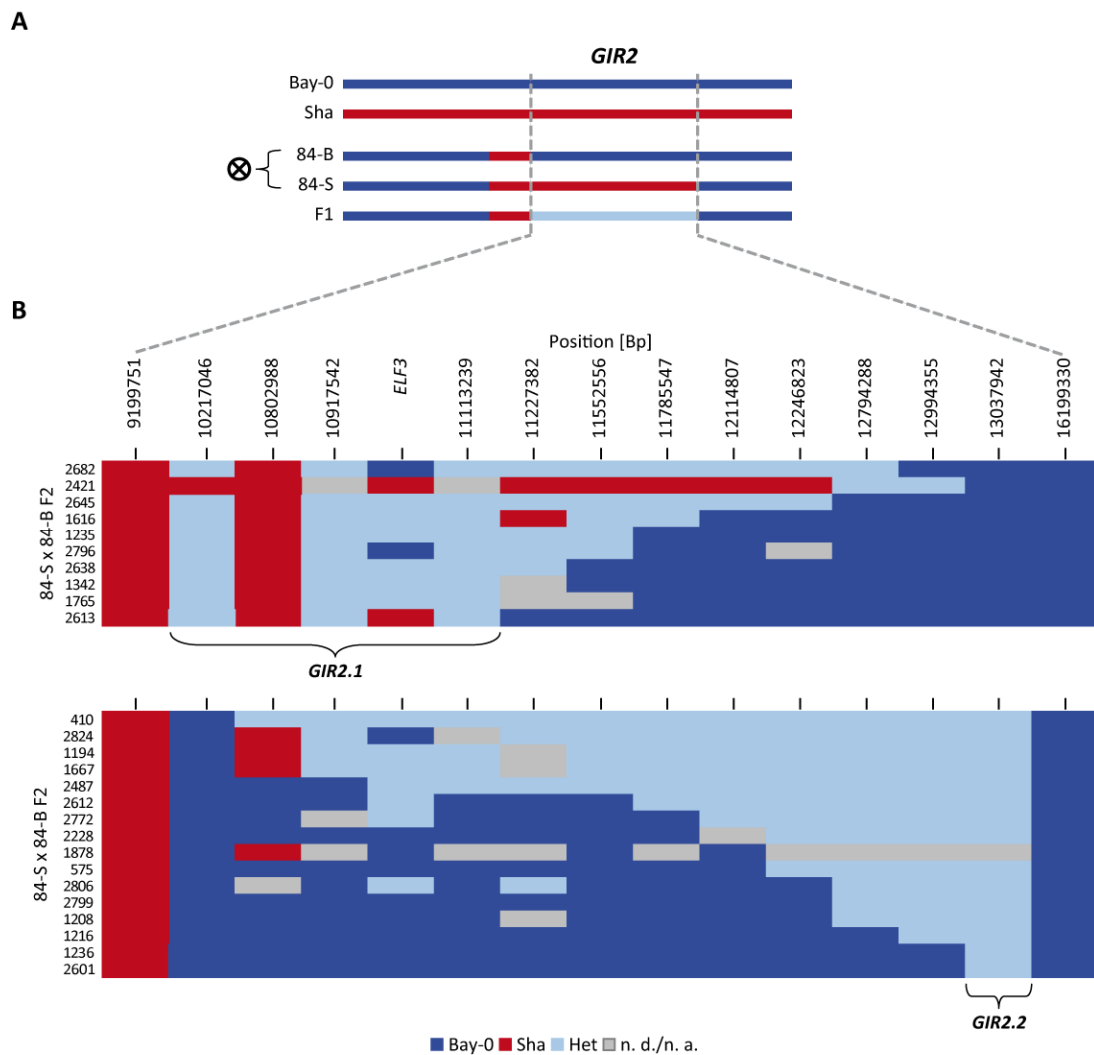 A
GIR2
Bay-0
Sha
84-B
84-S
F1
B
Position [Bp]
9199751
10217046
10802988
10917542
ELF3
11113239
11227382
11552556
11785547
12114807
12246823
12794288
12994355
13037942
16199330
84-S x 84-B F2
2682
2421
2645
1616
1235
2796
2638
1342
1765
2613
GIR2.1
84-S x 84-B F2
410
2824
1194
1667
2487
2612
2772
2228
1878
575
2806
2799
1208
1216
1236
2601
GIR2.2
Bay-0 Sha Het n. d./n. a.